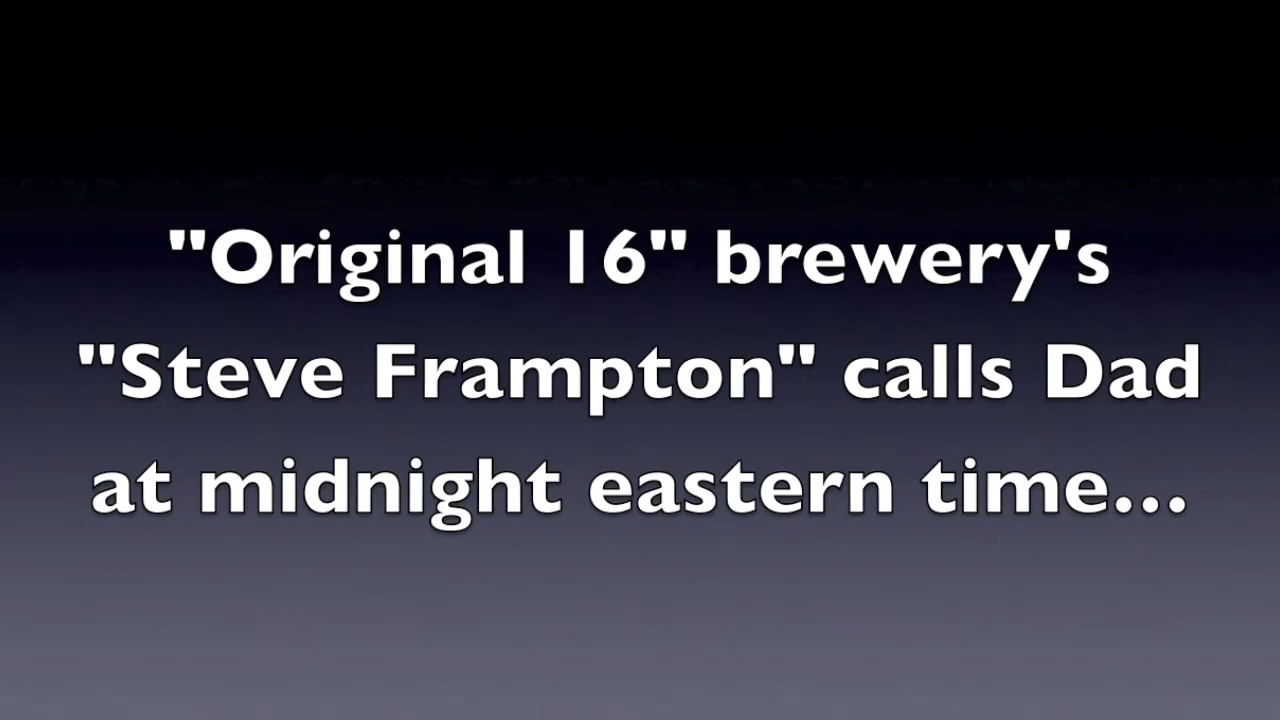 "Original 16" brewery's
"Steve Frampton" calls Dad
at midnight eastern time...